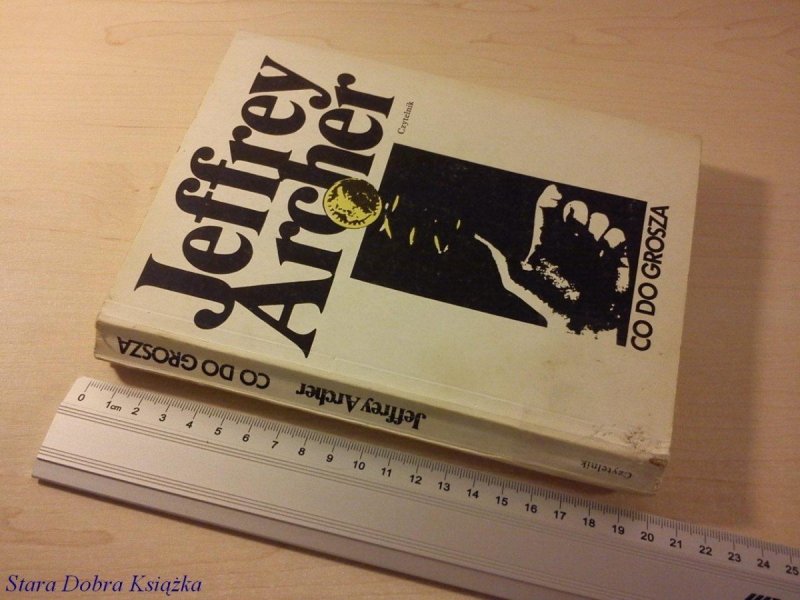 Jeffrey
Archer
Czytelnik
CO DO GROSZA
CO DO GROSZA Jeffrey Archer Czytelnik
0 1cm 2 3 4 5 6 7 8 9 10 11 12 13 14 15 16 17 18 19 20 21 22 23 24 25
Stara Dobra Książka